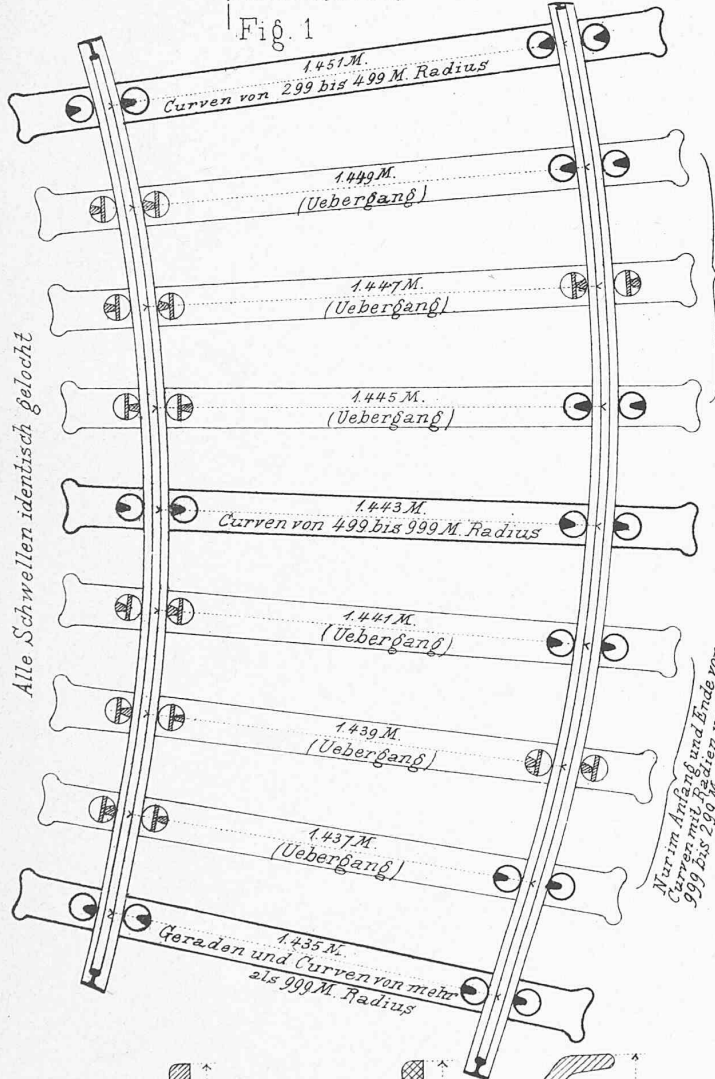 Fig. 1
1.451 M.
Curven von 299 bis 499 M. Radius
1.449 M.
(Uebergang)
1.447 M.
(Uebergang)
Alle Schwellen identisch gelocht
1.445 M.
(Uebergang)
1.443 M.
Curven von 499 bis 999 M. Radius
1.441 M.
(Uebergang)
1.439 M.
(Uebergang)
Nur im Anfang und Ende von
Curven mit Radien
999 bis 299 M.
1.437 M.
(Uebergang)
1.435 M.
Geraden und Curven von mehr
als 999 M. Radius